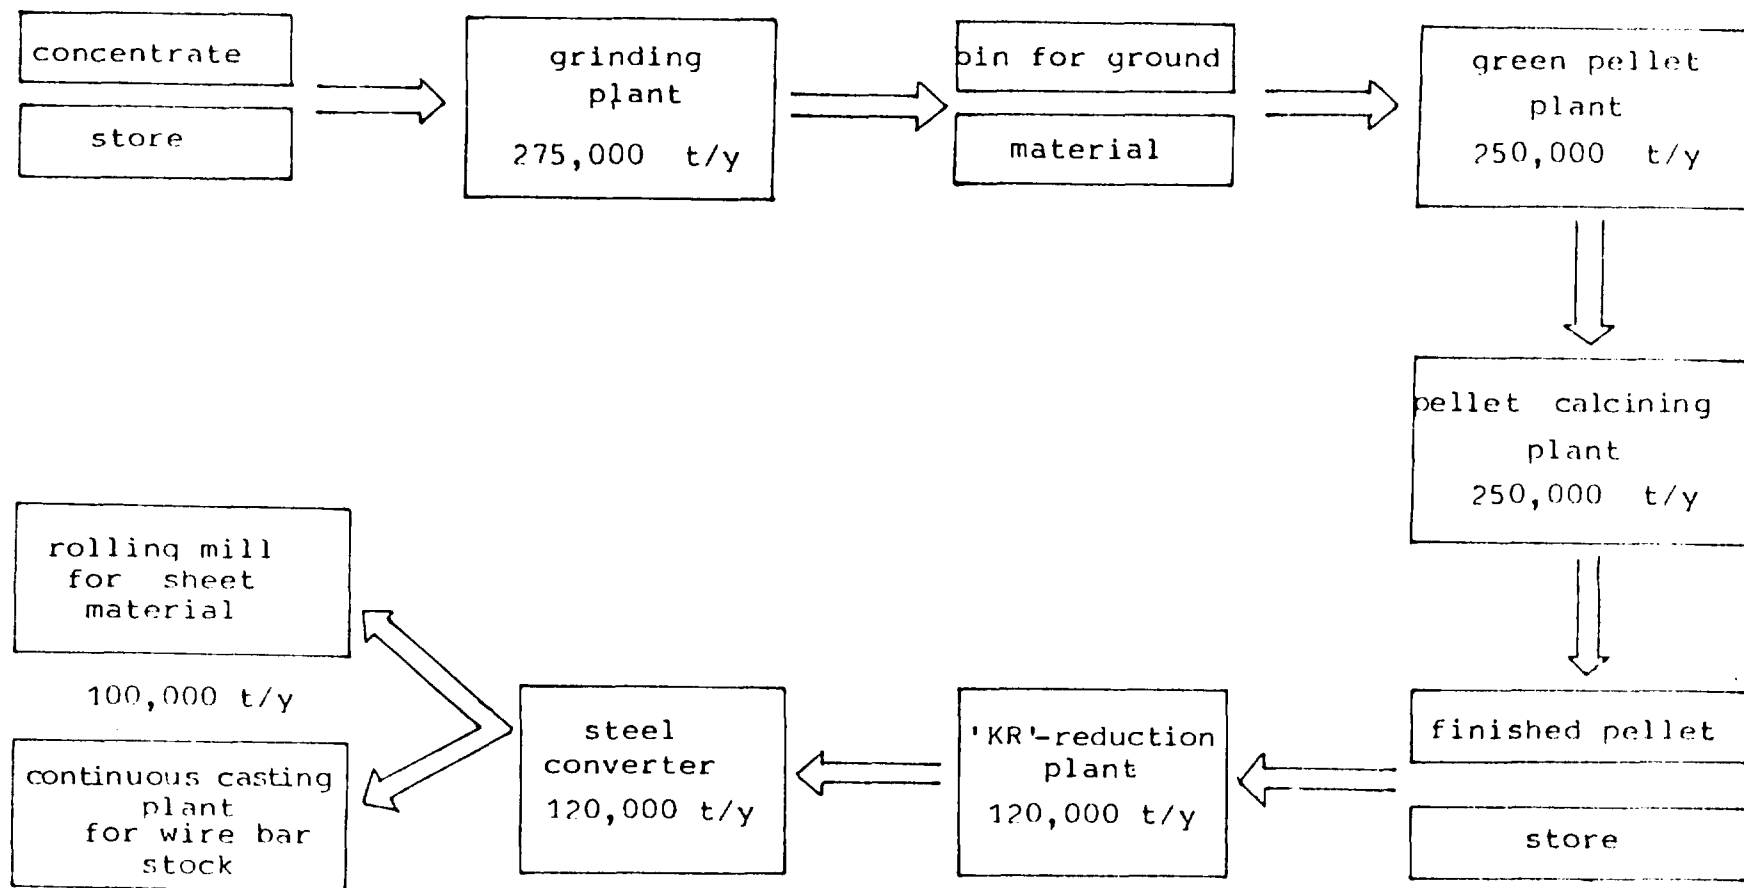 concentrate
store
grinding
plant
275,000 t/y
bin for ground
material
green pellet
plant
250,000 t/y
pellet calcining
plant
250,000 t/y
finished pellet
store
'KR'-reduction
plant
120,000 t/y
steel
converter
120,000 t/y
rolling mill
for sheet
material
100,000 t/y
continuous casting
plant
for wire bar
stock